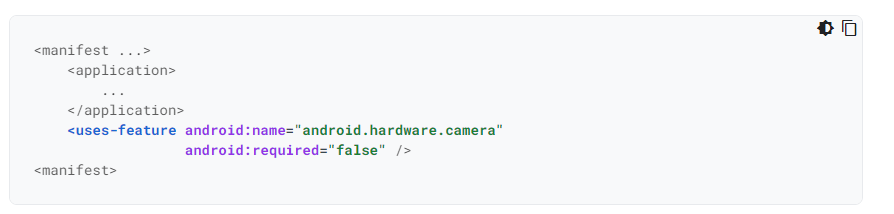 <manifest ...>
<application>
...
</application>
<uses-feature android:name="android.hardware.camera"
android:required="false" />
<manifest>